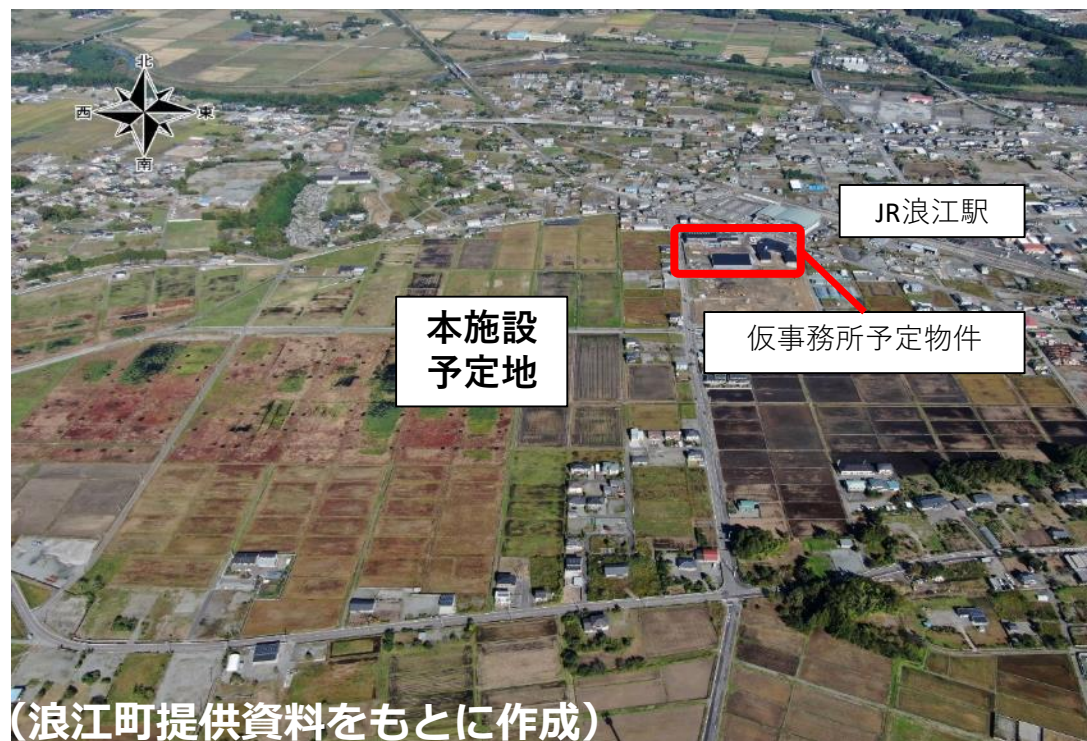 北
西
東
南
JR浪江駅
本施設
予定地
仮事務所予定物件
(浪江町提供資料をもとに作成)